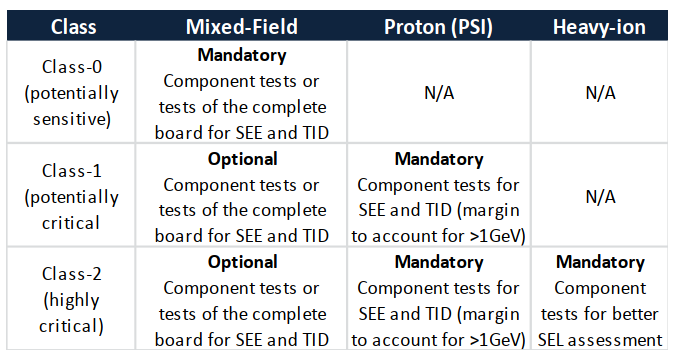 Class Mixed-Field Proton (PSI) Heavy-ion
Class-0
(potentially
sensitive)
Mandatory
Component tests or
tests of the complete
board for SEE and TID
N/A
N/A
Class-1
(potentially
critical
Optional
Component tests or
tests of the complete
board for SEE and TID
Mandatory
Component tests for
SEE and TID (margin
to account for >1GeV)
N/A
Class-2
(highly
critical)
Optional
Component tests or
tests of the complete
board for SEE and TID
Mandatory
Component tests for
SEE and TID (margin
to account for >1GeV)
Mandatory
Component
tests for better
SEL assessment